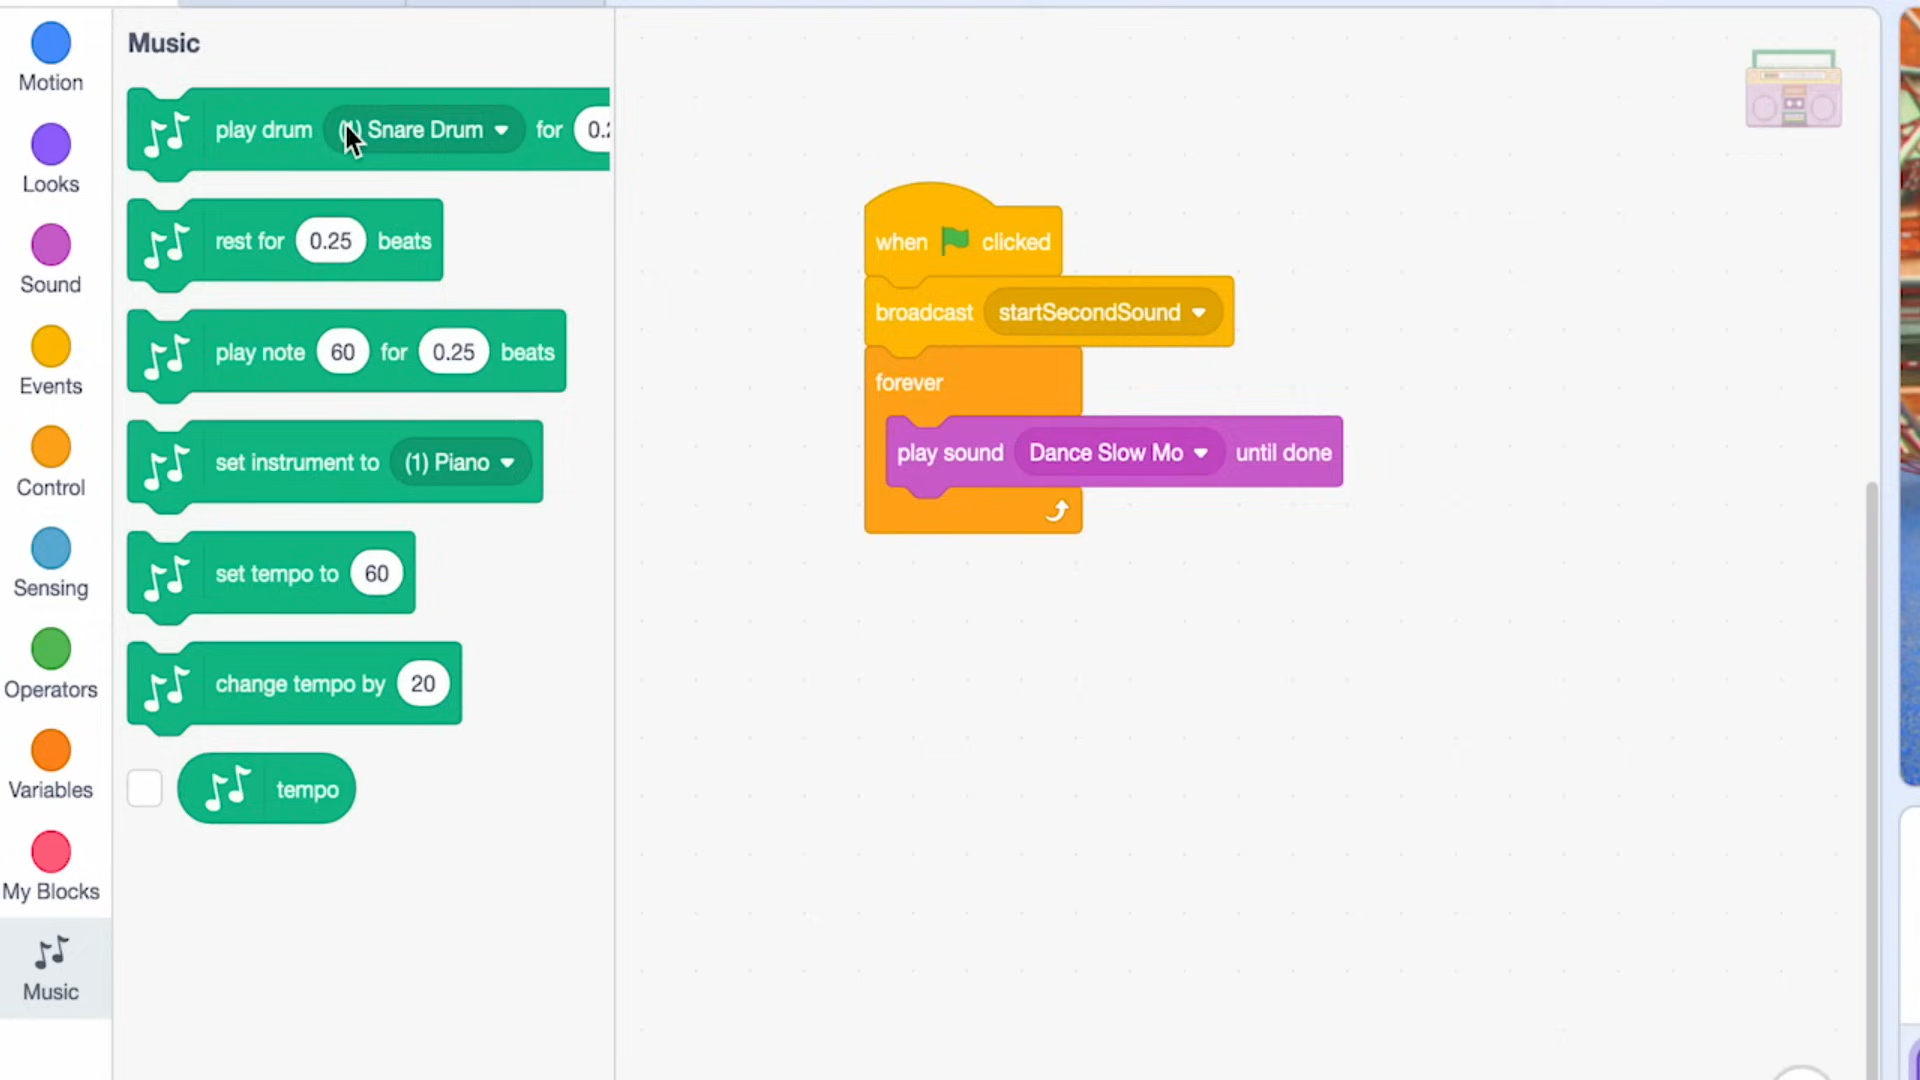 Motion
Looks
Sound
Events
Control
Sensing
Operators
Variables
My Blocks
Music
Music
play drum (1) Snare Drum for
rest for 0.25 beats
play note 60 for 0.25 beats
set instrument to (1) Piano
set tempo to 60
change tempo by 20
tempo
when clicked
broadcast startSecondSound
forever
play sound Dance Slow Mo until done